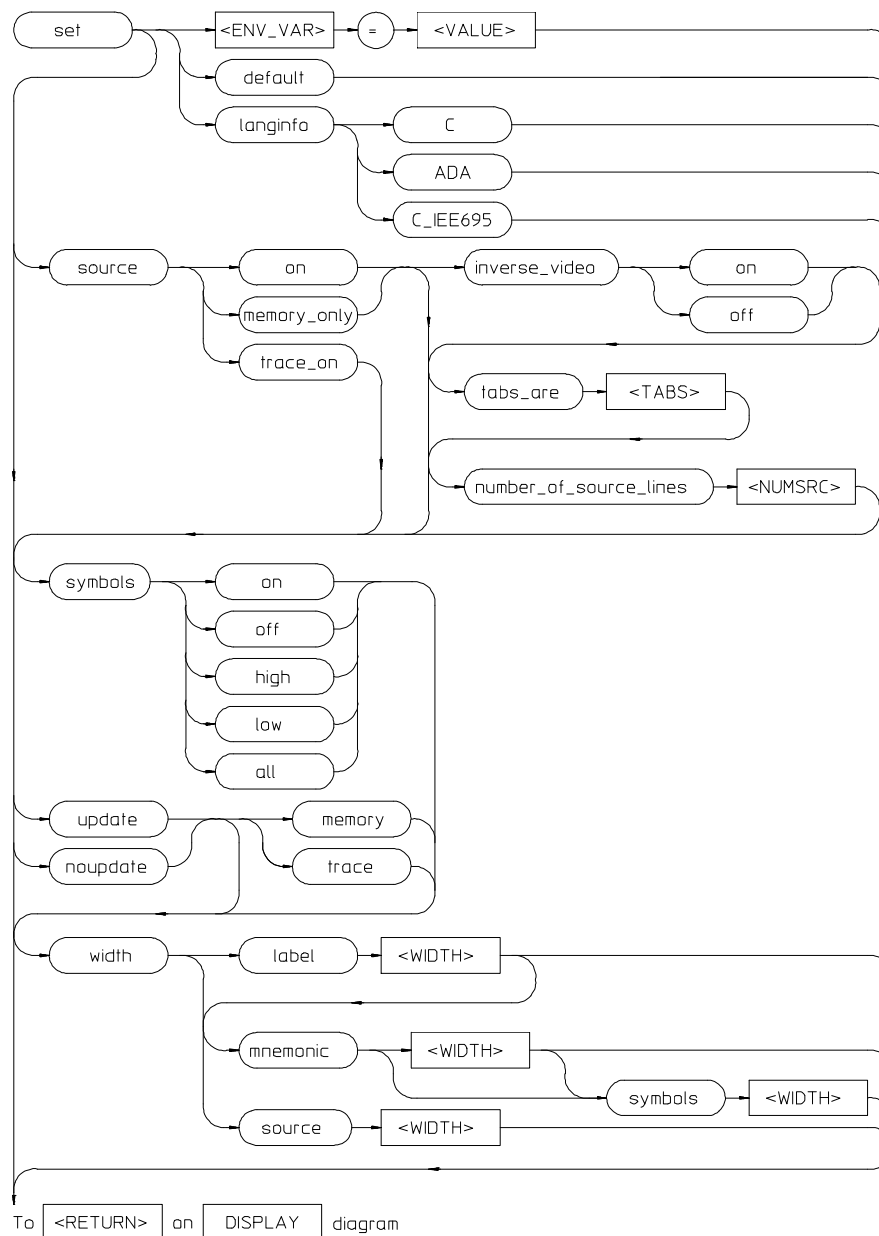 set <ENV_VAR> = <VALUE>
default
langinfo C
ADA
C_IEE695
source on inverse_video on
memory_only off
trace_on
tabs_are <TABS>
number_of_source_lines <NUMSRC>
symbols on
off
high
low
all
update memory
noupdate trace
width label <WIDTH>
mnemonic <WIDTH>
symbols <WIDTH>
source <WIDTH>
To <RETURN> on DISPLAY diagram